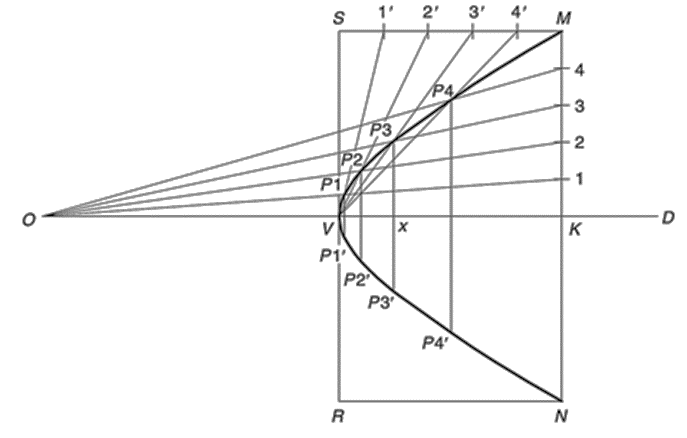 S 1′ 2′ 3′ 4′ M
4
P4
3
P3
2
P2
1
P1
O V x K D
P1′
P2′
P3′
P4′
R N